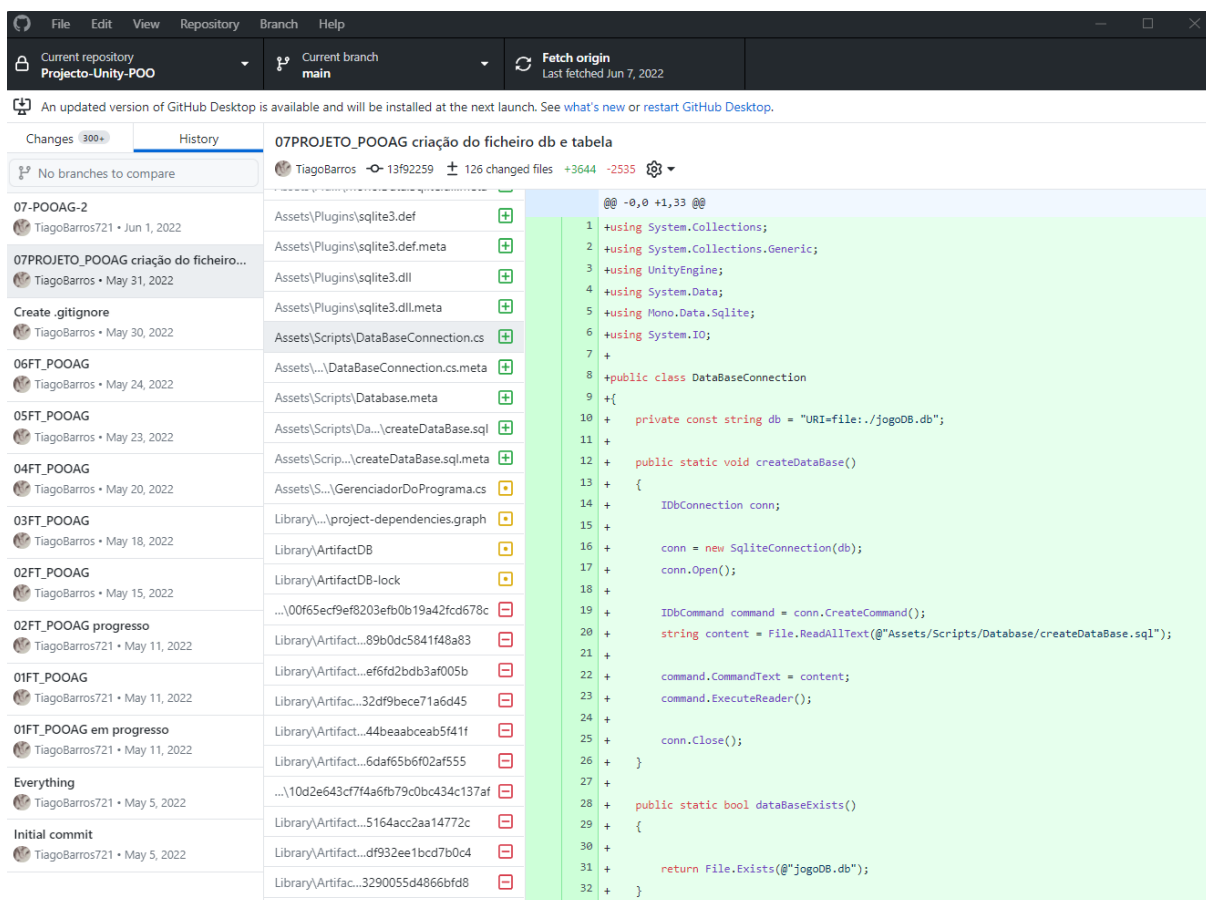 File Edit View Repository Branch Help
Current repository
Projecto-Unity-POO
Current branch
main
Fetch origin
Last fetched Jun 7, 2022
An updated version of GitHub Desktop is available and will be installed at the next launch. See what's new or restart GitHub Desktop.
Changes 300+
History
No branches to compare
07-POOAG-2
TiagoBarros721 • Jun 1, 2022
07PROJETO_POOAG criação do ficheiro...
TiagoBarros • May 31, 2022
Create .gitignore
TiagoBarros • May 30, 2022
06FT_POOAG
TiagoBarros • May 24, 2022
05FT_POOAG
TiagoBarros • May 23, 2022
04FT_POOAG
TiagoBarros • May 20, 2022
03FT_POOAG
TiagoBarros • May 18, 2022
02FT_POOAG
TiagoBarros • May 15, 2022
02FT_POOAG progresso
TiagoBarros721 • May 11, 2022
01FT_POOAG
TiagoBarros721 • May 11, 2022
01FT_POOAG em progresso
TiagoBarros721 • May 11, 2022
Everything
TiagoBarros721 • May 5, 2022
Initial commit
TiagoBarros721 • May 5, 2022
07PROJETO_POOAG criação do ficheiro db e tabela
TiagoBarros 13f92259 126 changed files +3644 -2535
Assets\Plugins\sqlite3.def
Assets\Plugins\sqlite3.def.meta
Assets\Plugins\sqlite3.dll
Assets\Plugins\sqlite3.dll.meta
Assets\Scripts\DataBaseConnection.cs
Assets\...\DataBaseConnection.cs.meta
Assets\Scripts\Database.meta
Assets\Scripts\Da...\createDataBase.sql
Assets\Scrip...\createDataBase.sql.meta
Assets\S...\GerenciadorDoPrograma.cs
Library\...\project-dependencies.graph
Library\ArtifactDB
Library\ArtifactDB-lock
...\00f65ecf9ef8203efb0b19a42fcd678c
Library\Artifact...89b0dc5841f48a83
Library\Artifact...ef6fd2bdb3af005b
Library\Artifac...32df9bece71a6d45
Library\Artifact...44beaabceab5f41f
Library\Artifact...6daf65b6f02af555
...\10d2e643cf7f4a6fb79c0bc434c137af
Library\Artifact...5164acc2aa14772c
Library\Artifact...df932ee1bcd7b0c4
Library\Artifac...3290055d4866bfd8
@@ -0,0 +1,33 @@
1 +using System.Collections;
2 +using System.Collections.Generic;
3 +using UnityEngine;
4 +using System.Data;
5 +using Mono.Data.Sqlite;
6 +using System.IO;
7 +
8 +public class DataBaseConnection
9 +{
10 + private const string db = "URI=file:./jogoDB.db";
11 +
12 + public static void createDataBase()
13 + {
14 + IDbConnection conn;
15 +
16 + conn = new SqliteConnection(db);
17 + conn.Open();
18 +
19 + IDbCommand command = conn.CreateCommand();
20 + string content = File.ReadAllText(@"Assets/Scripts/Database/createDataBase.sql");
21 +
22 + command.CommandText = content;
23 + command.ExecuteReader();
24 +
25 + conn.Close();
26 + }
27 +
28 + public static bool dataBaseExists()
29 + {
30 +
31 + return File.Exists(@"jogoDB.db");
32 + }